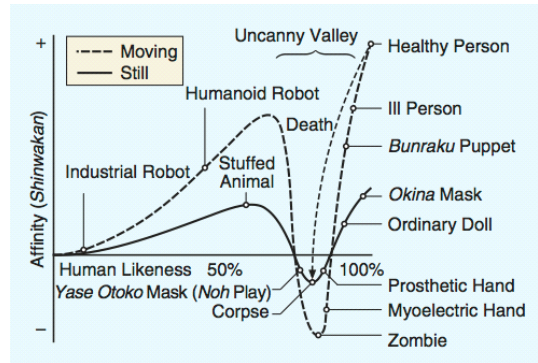 +
Moving
Still
Uncanny Valley
Healthy Person
Humanoid Robot
Death
Ill Person
Bunraku Puppet
Industrial Robot
Stuffed
Animal
Okina Mask
Ordinary Doll
Affinity (Shinwakan)
Human Likeness 50% 100%
Yase Otoko Mask (Noh Play)
Corpse
Prosthetic Hand
Myoelectric Hand
Zombie
−